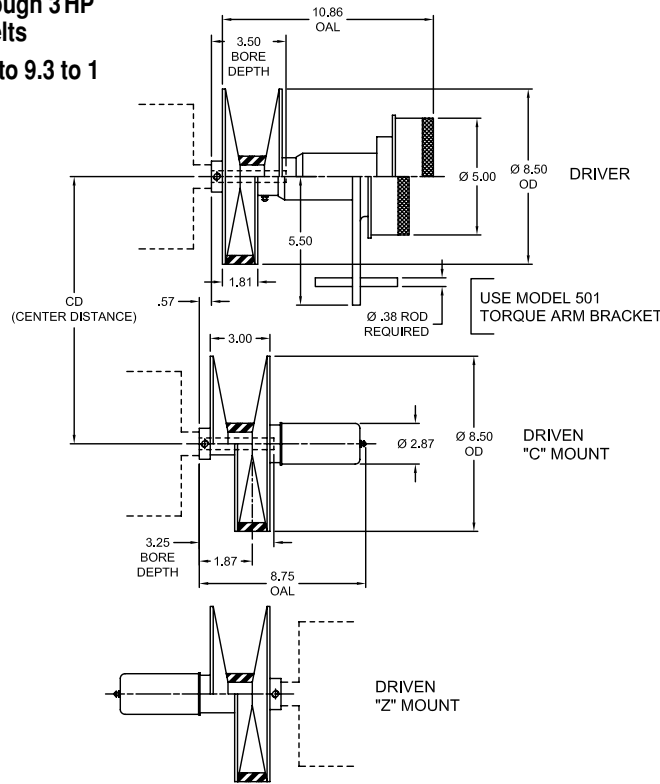 ough 3 HP
elts
to 9.3 to 1
10.86
OAL
3.50
BORE
DEPTH
Ø 5.00
Ø 8.50
OD
DRIVER
5.50
1.81
CD
(CENTER DISTANCE)
.57
Ø .38 ROD
REQUIRED
USE MODEL 501
TORQUE ARM BRACKET
3.00
Ø 2.87
Ø 8.50
OD
DRIVEN
"C" MOUNT
3.25
BORE
DEPTH
1.87
8.75
OAL
DRIVEN
"Z" MOUNT